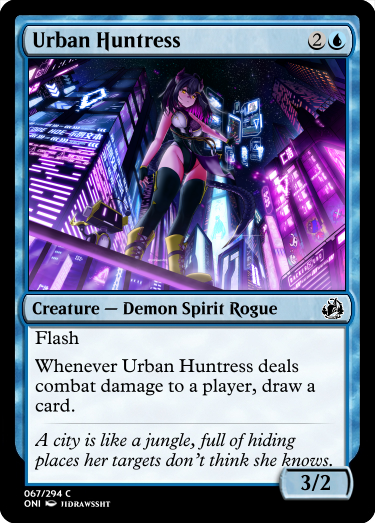 Urban Huntress 2
Creature — Demon Spirit Rogue
Flash
Whenever Urban Huntress deals
combat damage to a player, draw a
card.
A city is like a jungle, full of hiding
places her targets don't think she knows.
3/2
067/294 C
ONI JIDRAWSSHT